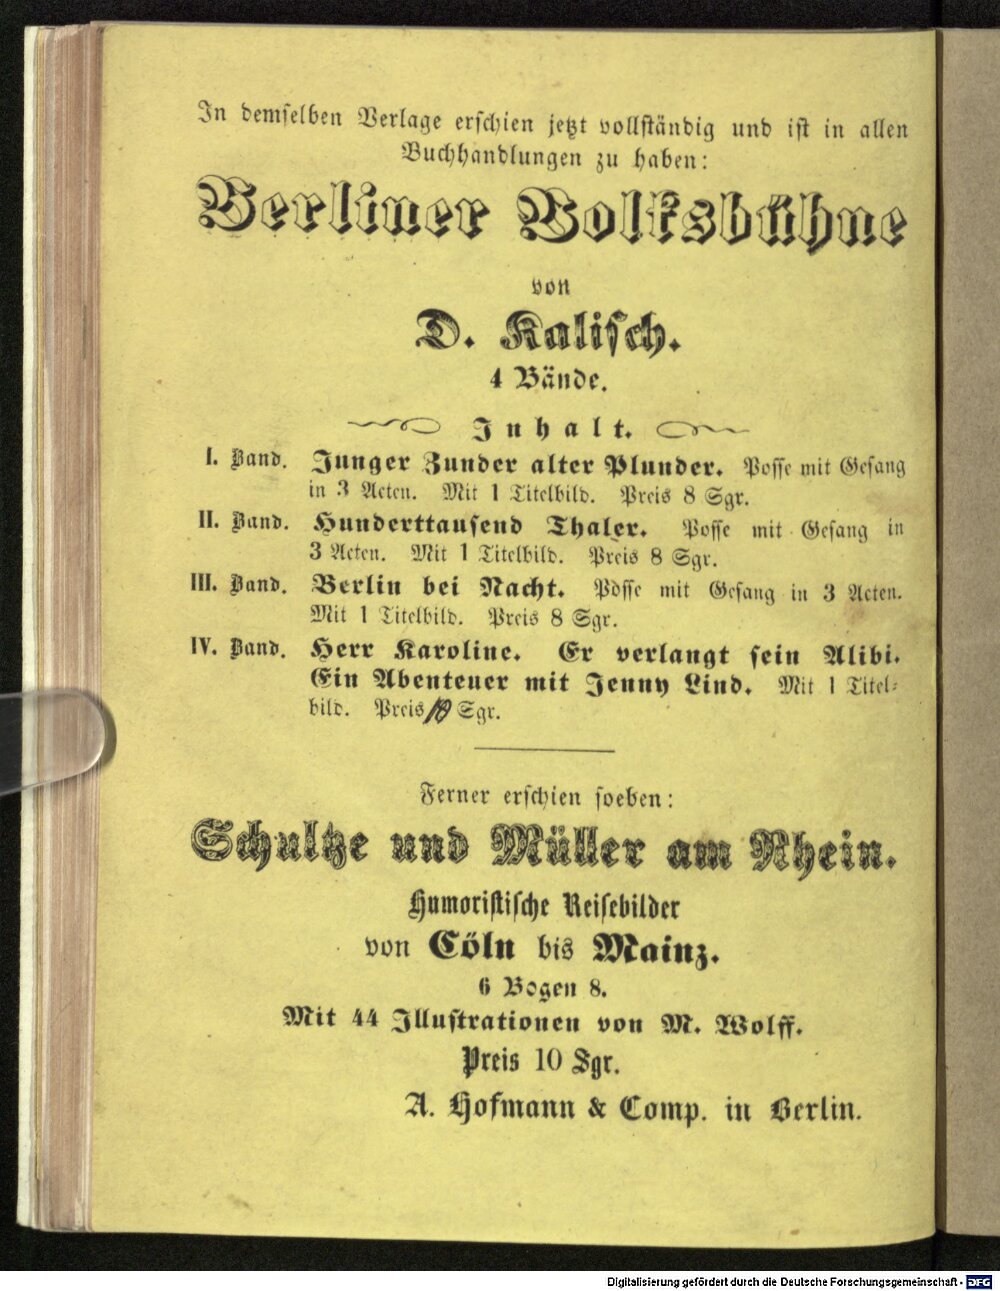 In demselben Verlage erschien jetzt vollständig und ist in allen
Buchhandlungen zu haben:
Berliner Volksbühne
von
D. Kalisch.
4 Bände.
Inhalt.
I. Band. Junger Zunder alter Plunder. Posse mit Gesang
in 3 Acten. Mit 1 Titelbild. Preis 8 Sgr.
II. Band. Hunderttausend Thaler. Posse mit Gesang in
3 Acten. Mit 1 Titelbild. Preis 8 Sgr.
III. Band. Berlin bei Nacht. Posse mit Gesang in 3 Acten.
Mit 1 Titelbild. Preis 8 Sgr.
IV. Band. Herr Karoline. Er verlangt sein Alibi.
Ein Abenteuer mit Jenny Lind. Mit 1 Titel-
bild. Preis 10 Sgr.
Ferner erschien soeben:
Schultze und Müller am Rhein.
Humoristische Reisebilder
von Cöln bis Mainz.
6 Bogen 8.
Mit 44 Illustrationen von M. Wolff.
Preis 10 Sgr.
A. Hofmann & Comp. in Berlin.
Digitalisierung gefördert durch die Deutsche Forschungsgemeinschaft - DFG